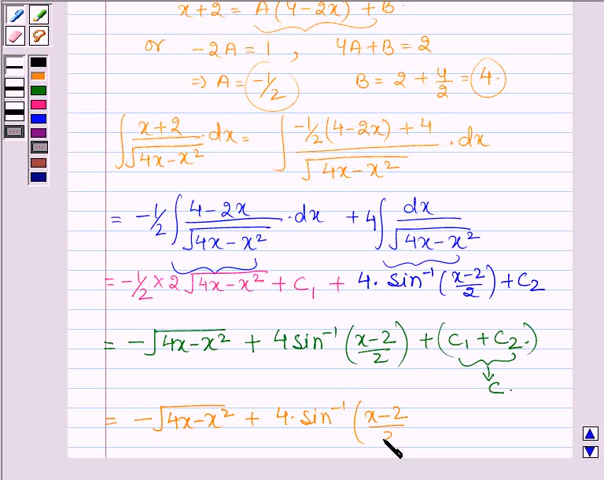 x+2 = A(4-2x) + B
or -2A = 1 , 4A+B = 2
⇒ A = -1/2 B = 2 + 4/2 = 4.
∫ (x+2)/√(4x-x²) · dx = ∫ (-1/2(4-2x) + 4)/√(4x-x²) · dx
= -1/2 ∫ (4-2x)/√(4x-x²) · dx + 4 ∫ dx/√(4x-x²)
= -1/2 × 2√(4x-x²) + C₁ + 4 · sin⁻¹ ((x-2)/2) + C₂
= -√(4x-x²) + 4 sin⁻¹ ((x-2)/2) + (C₁ + C₂.)
C.
= -√(4x-x²) + 4 · sin⁻¹ ((x-2)/2